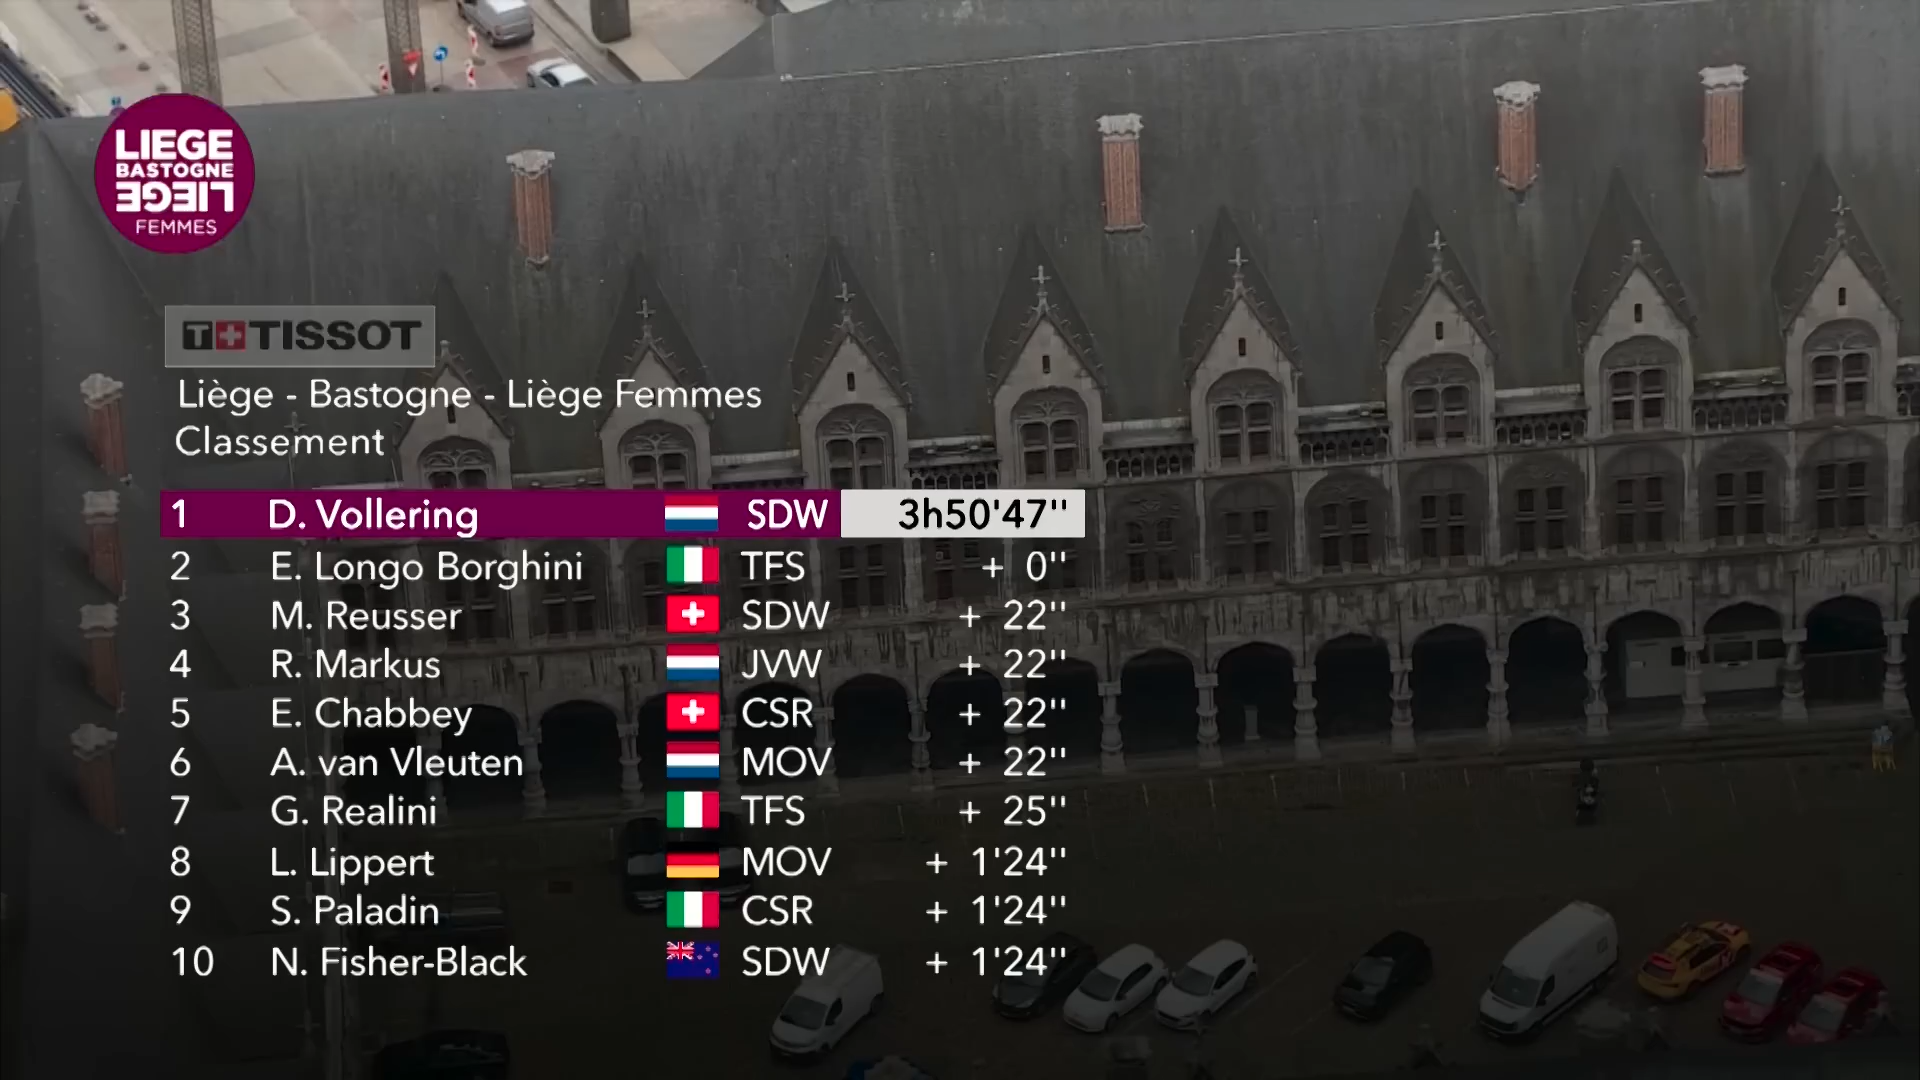 LIEGE
BASTOGNE
LIEGE
FEMMES
T+TISSOT
Liège - Bastogne - Liège Femmes
Classement
1 D. Vollering SDW 3h50'47''
2 E. Longo Borghini TFS + 0''
3 M. Reusser SDW + 22''
4 R. Markus JVW + 22''
5 E. Chabbey CSR + 22''
6 A. van Vleuten MOV + 22''
7 G. Realini TFS + 25''
8 L. Lippert MOV + 1'24''
9 S. Paladin CSR + 1'24''
10 N. Fisher-Black SDW + 1'24''